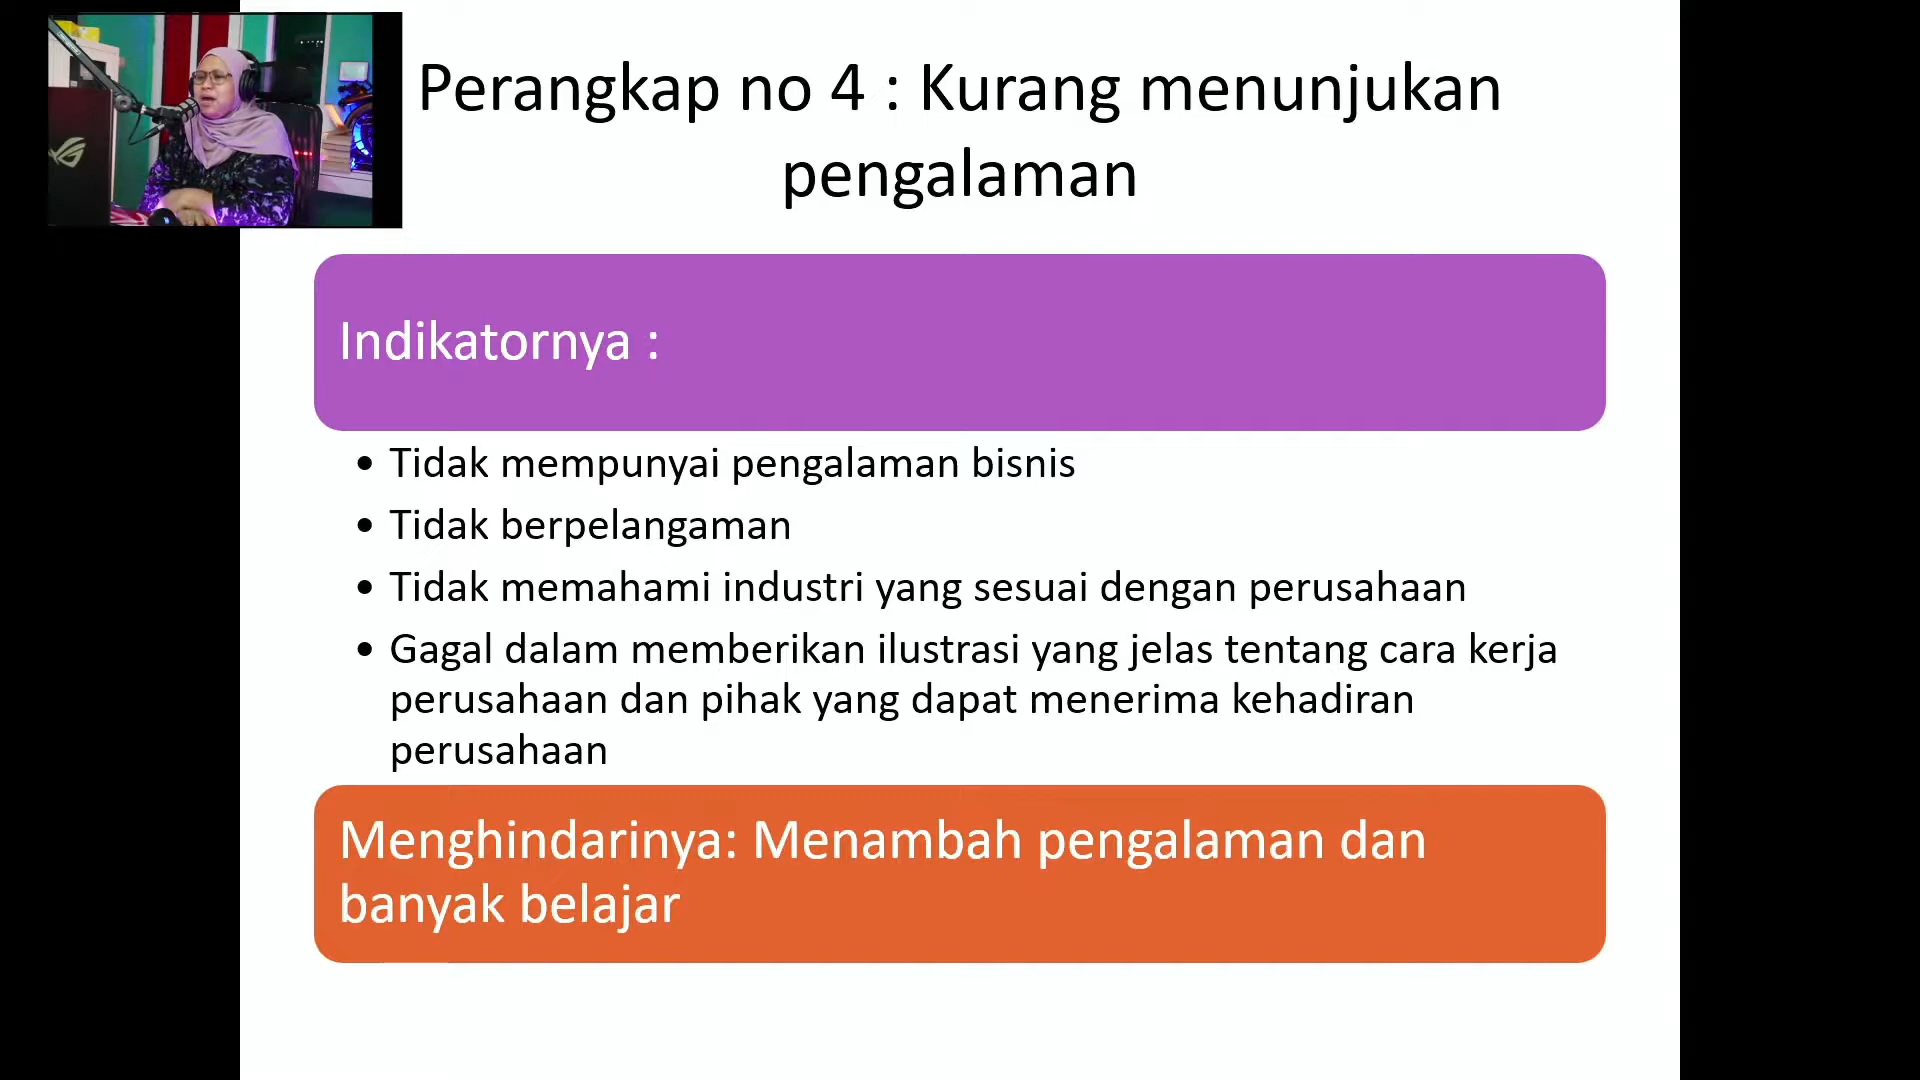 Perangkap no 4 : Kurang menunjukan
pengalaman
Indikatornya :
• Tidak mempunyai pengalaman bisnis
• Tidak berpelangaman
• Tidak memahami industri yang sesuai dengan perusahaan
• Gagal dalam memberikan ilustrasi yang jelas tentang cara kerja
perusahaan dan pihak yang dapat menerima kehadiran
perusahaan
Menghindarinya: Menambah pengalaman dan
banyak belajar